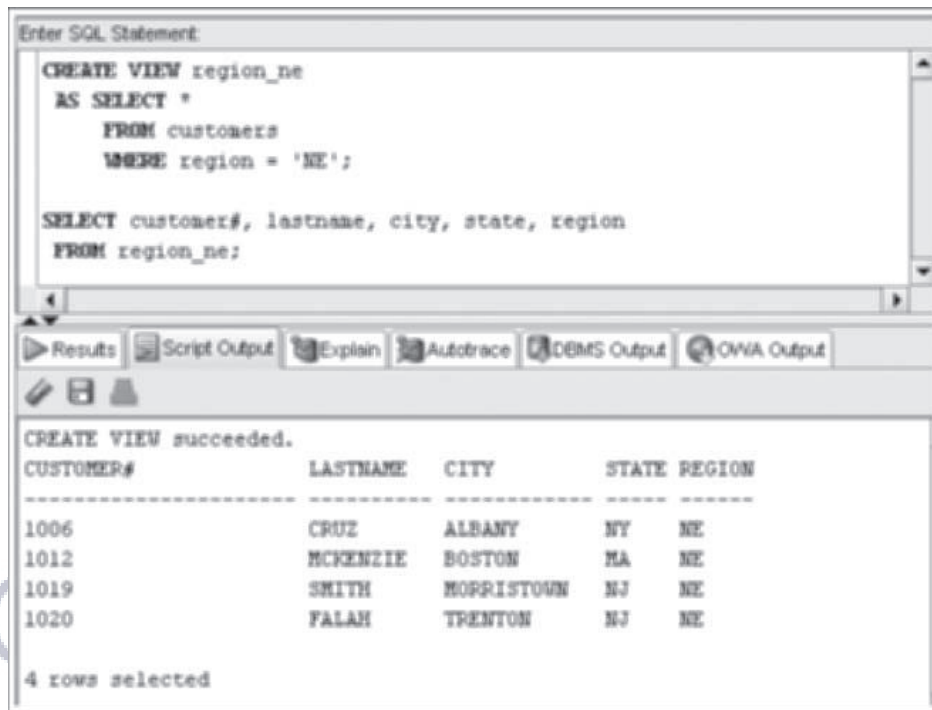 Enter SQL Statement:
CREATE VIEW region_ne
AS SELECT *
FROM customers
WHERE region = 'NE';
SELECT customer#, lastname, city, state, region
FROM region_ne;
Results Script Output Explain Autotrace DBMS Output OWA Output
CREATE VIEW succeeded.
CUSTOMER# LASTNAME CITY STATE REGION
---------------------- ---------- ------------ ----- ------
1006 CRUZ ALBANY NY NE
1012 MCKENZIE BOSTON MA NE
1019 SMITH MORRISTOWN NJ NE
1020 FALAH TRENTON NJ NE
4 rows selected